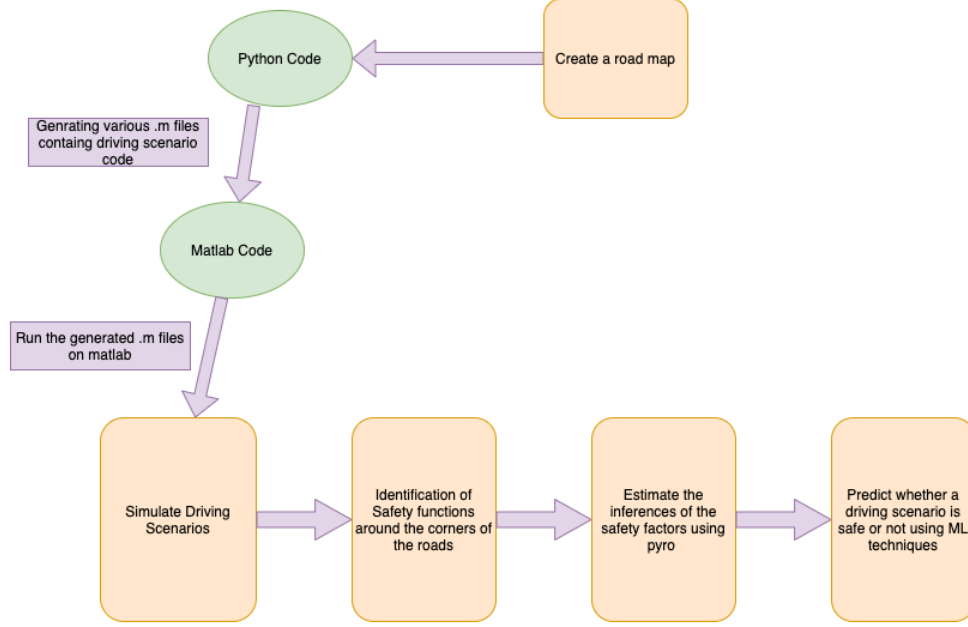 Python Code
Create a road map
Genrating various .m files
containg driving scenario
code
Matlab Code
Run the generated .m files
on matlab
Simulate Driving
Scenarios
Identification of
Safety functions
around the corners of
the roads
Estimate the
inferences of the
safety factors using
pyro
Predict whether a
driving scenario is
safe or not using ML
techniques